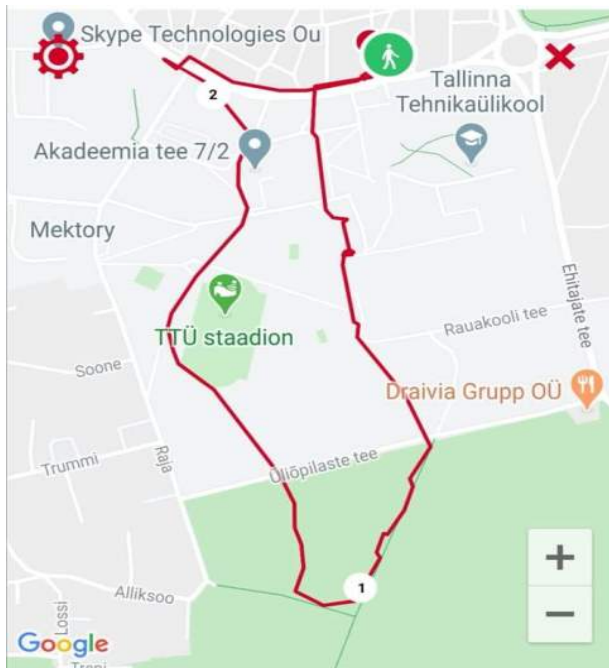 Skype Technologies Ou
2
Tallinna
Tehnikaülikool
Akadeemia tee 7/2
Mektory
Ehitajate tee
TTÜ staadion
Rauakooli tee
Soone
Draivia Grupp OÜ
Üliõpilaste tee
Raja
Trummi
1
+
Alliksoo
−
Lossi
Google